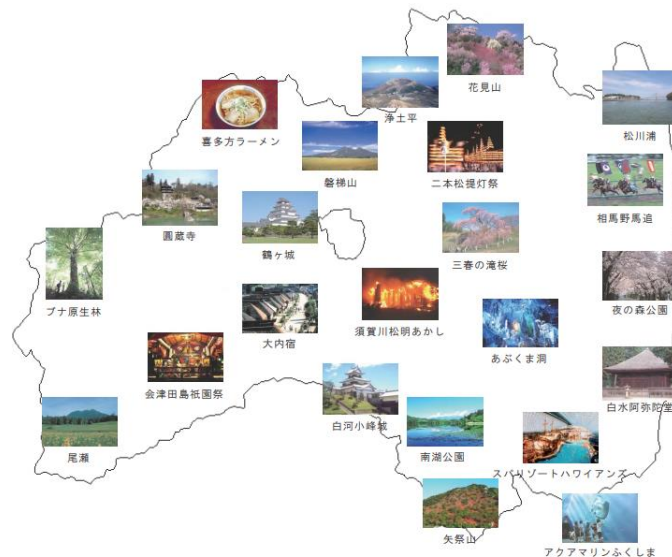 花見山
浄土平
松川浦
喜多方ラーメン
磐梯山
二本松提灯祭
相馬野馬追
圓蔵寺
鶴ヶ城
三春の滝桜
ブナ原生林
夜の森公園
須賀川松明あかし
大内宿
あぶくま洞
会津田島祇園祭
白水阿弥陀堂
白河小峰城
南湖公園
尾瀬
スパリゾートハワイアンズ
矢祭山
アクアマリンふくしま